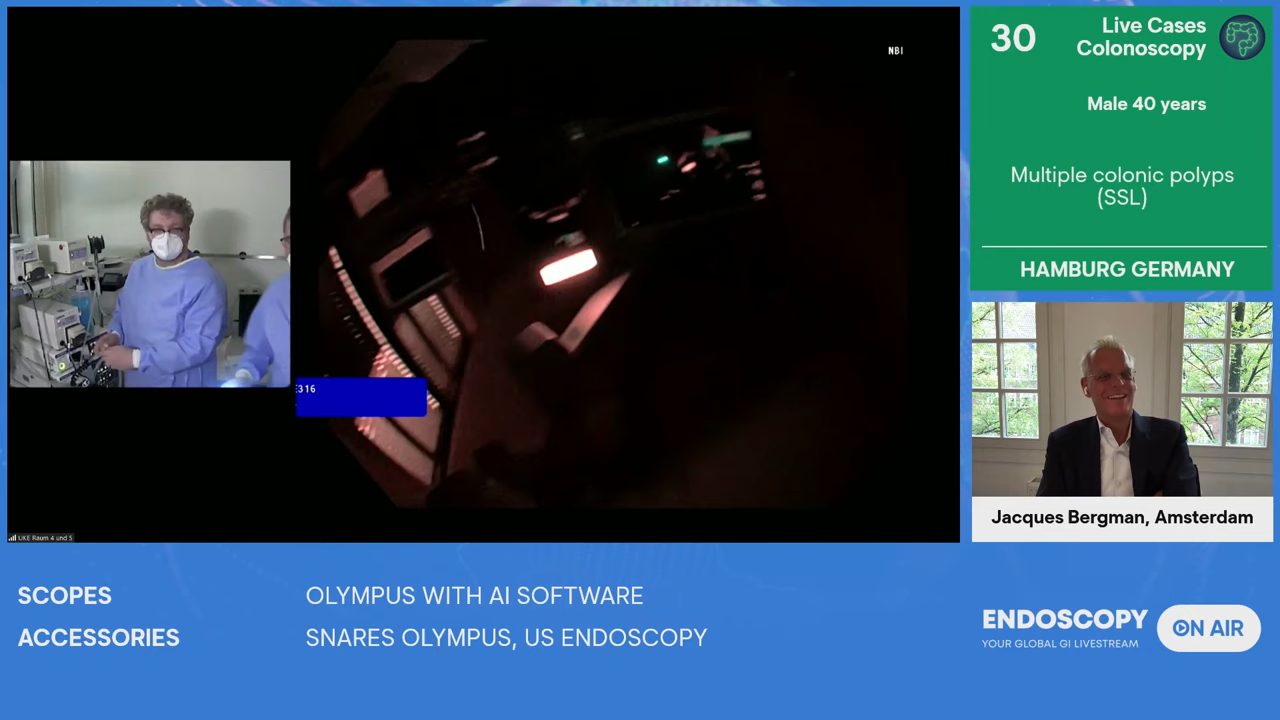 NBI
E316
UKE Raum 4 und 5
30
Live Cases
Colonoscopy
Male 40 years
Multiple colonic polyps
(SSL)
HAMBURG GERMANY
Jacques Bergman, Amsterdam
SCOPES
OLYMPUS WITH AI SOFTWARE
ACCESSORIES
SNARES OLYMPUS, US ENDOSCOPY
ENDOSCOPY
YOUR GLOBAL GI LIVESTREAM
ON AIR